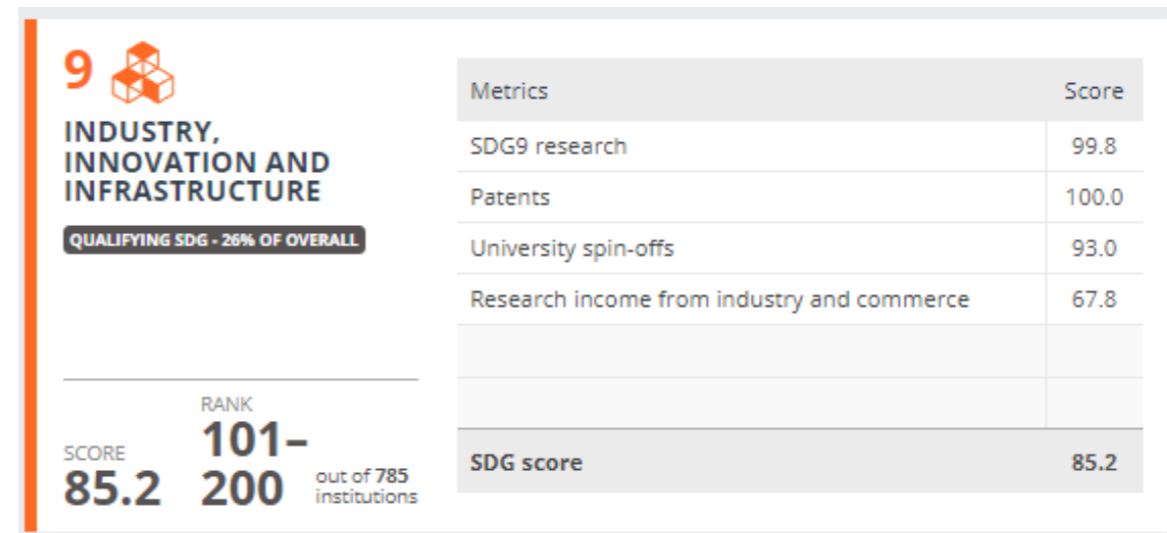 9
INDUSTRY,
INNOVATION AND
INFRASTRUCTURE
QUALIFYING SDG - 26% OF OVERALL
SCORE
85.2
RANK
101–
200
out of 785
institutions
Metrics Score
SDG9 research 99.8
Patents 100.0
University spin-offs 93.0
Research income from industry and commerce 67.8
SDG score 85.2